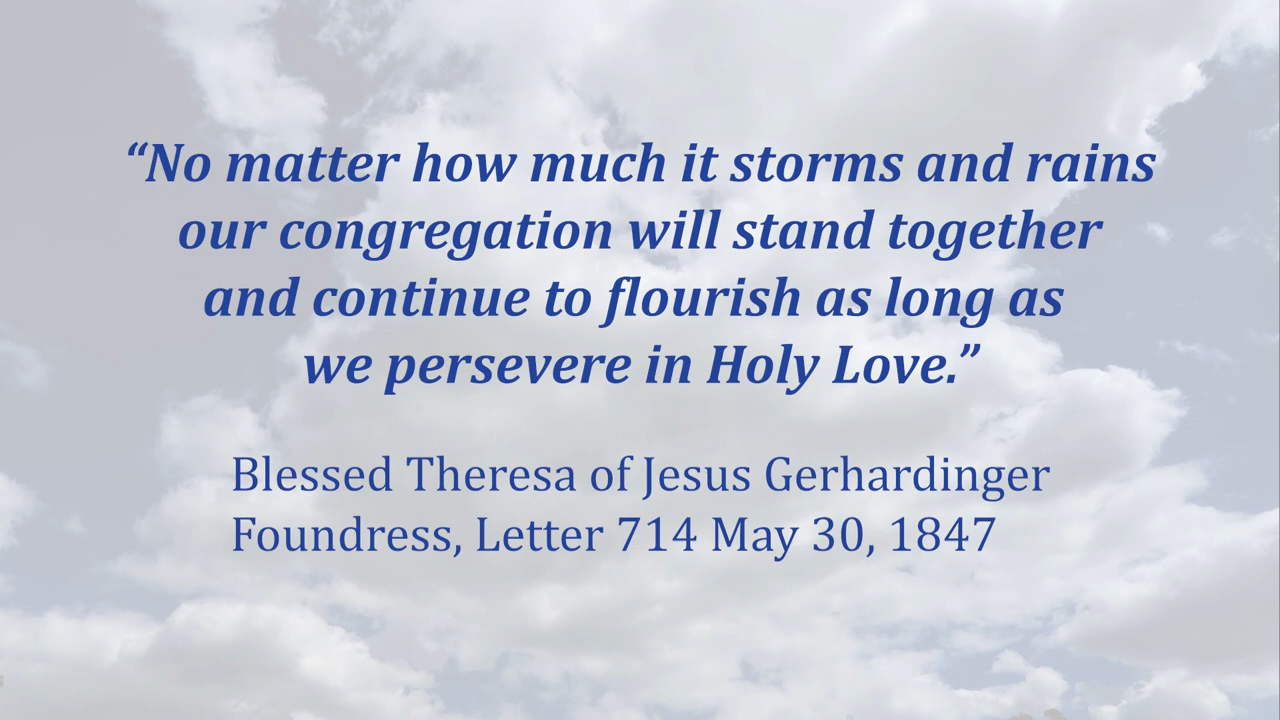 “No matter how much it storms and rains
our congregation will stand together
and continue to flourish as long as
we persevere in Holy Love.”
Blessed Theresa of Jesus Gerhardinger
Foundress, Letter 714 May 30, 1847